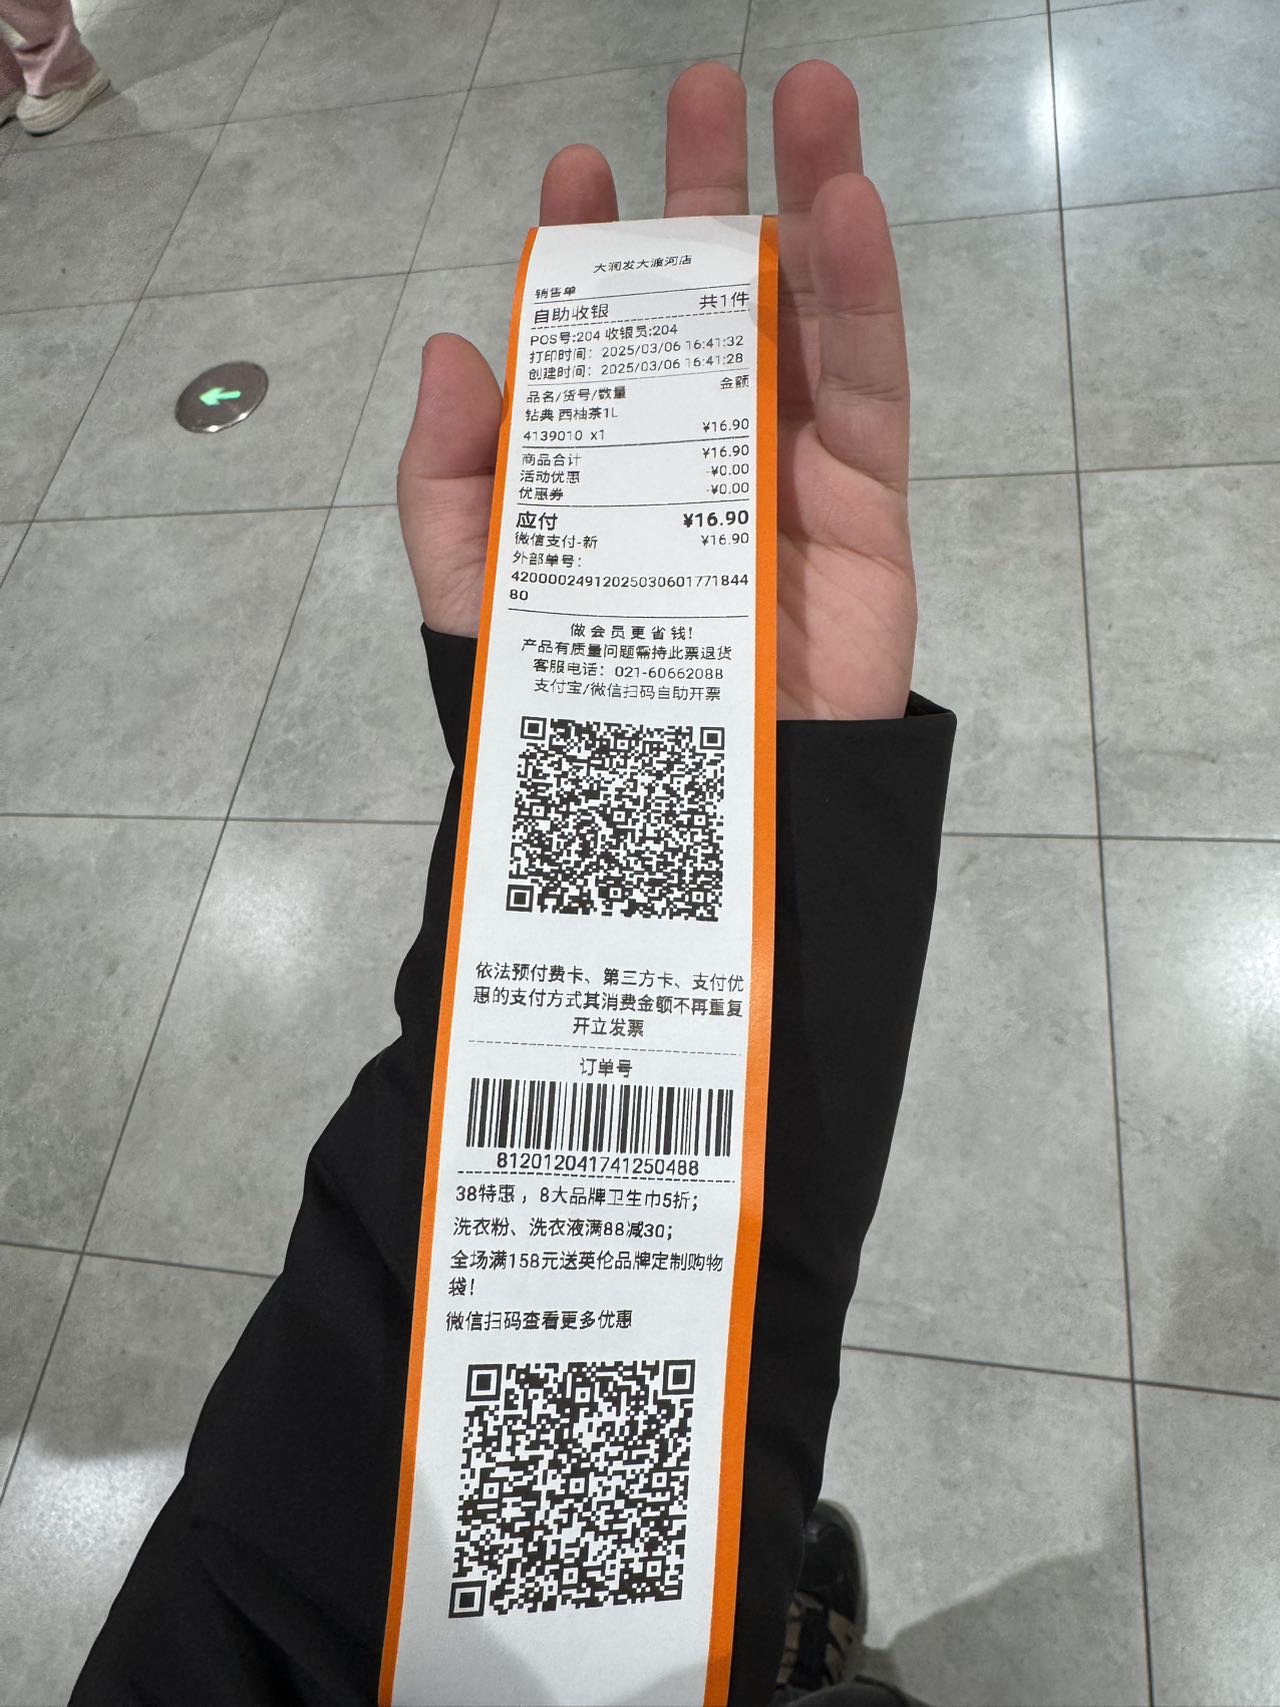 大润发大渡河店
销售单
自助收银 共1件
POS号:204 收银员:204
打印时间: 2025/03/06 16:41:32
创建时间: 2025/03/06 16:41:28
品名/货号/数量 金额
钻典 西柚茶1L
4139010 x1 ¥16.90
商品合计 ¥16.90
活动优惠 -¥0.00
优惠券 -¥0.00
应付 ¥16.90
微信支付-新 ¥16.90
外部单号:
42000024912025030601771844
80
做会员更省钱!
产品有质量问题需持此票退货
客服电话: 021-60662088
支付宝/微信扫码自助开票
依法预付费卡、第三方卡、支付优
惠的支付方式其消费金额不再重复
开立发票
订单号
812012041741250488
38特惠，8大品牌卫生巾5折;
洗衣粉、洗衣液满88减30;
全场满158元送英伦品牌定制购物
袋!
微信扫码查看更多优惠